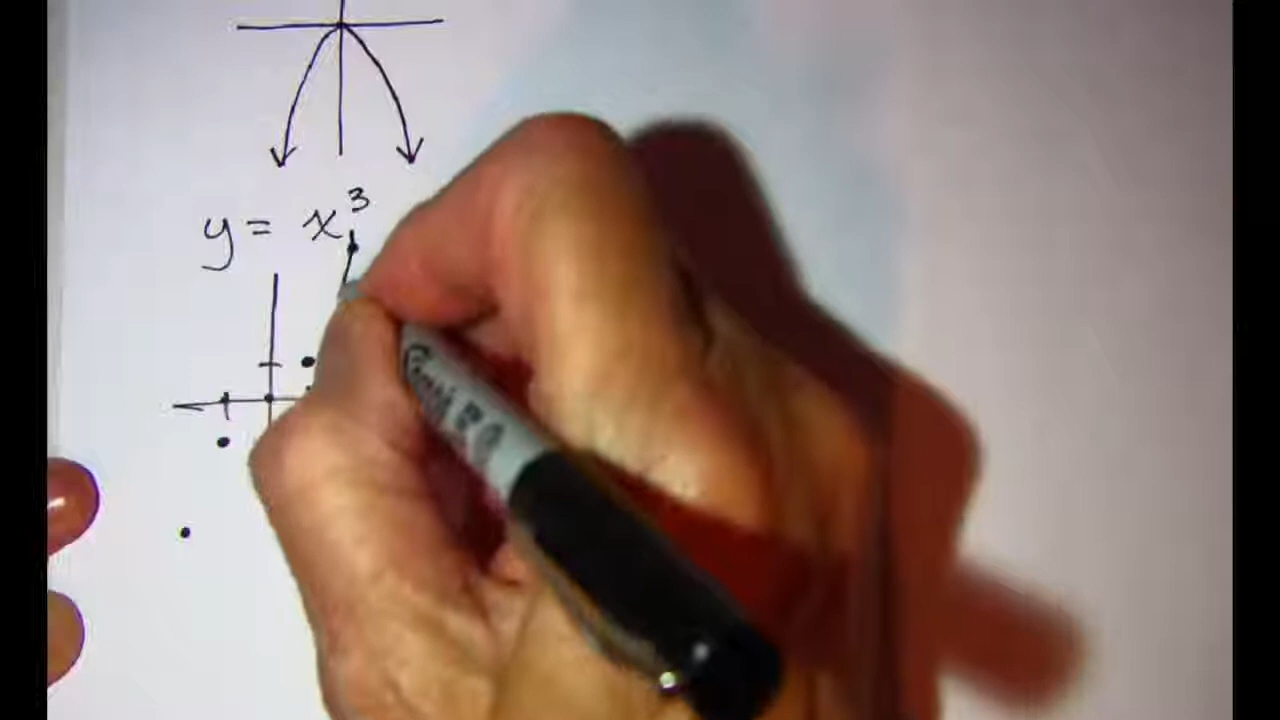 y = x³